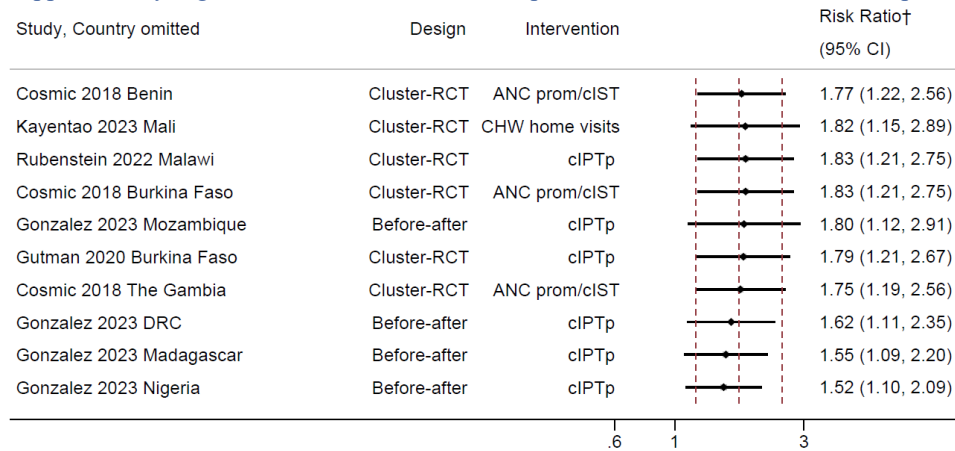 Study, Country omitted Design Intervention Risk Ratio†
(95% CI)
Cosmic 2018 Benin Cluster-RCT ANC prom/cIST 1.77 (1.22, 2.56)
Kayentao 2023 Mali Cluster-RCT CHW home visits 1.82 (1.15, 2.89)
Rubenstein 2022 Malawi Cluster-RCT cIPTp 1.83 (1.21, 2.75)
Cosmic 2018 Burkina Faso Cluster-RCT ANC prom/cIST 1.83 (1.21, 2.75)
Gonzalez 2023 Mozambique Before-after cIPTp 1.80 (1.12, 2.91)
Gutman 2020 Burkina Faso Cluster-RCT cIPTp 1.79 (1.21, 2.67)
Cosmic 2018 The Gambia Cluster-RCT ANC prom/cIST 1.75 (1.19, 2.56)
Gonzalez 2023 DRC Before-after cIPTp 1.62 (1.11, 2.35)
Gonzalez 2023 Madagascar Before-after cIPTp 1.55 (1.09, 2.20)
Gonzalez 2023 Nigeria Before-after cIPTp 1.52 (1.10, 2.09)
.6 1 3